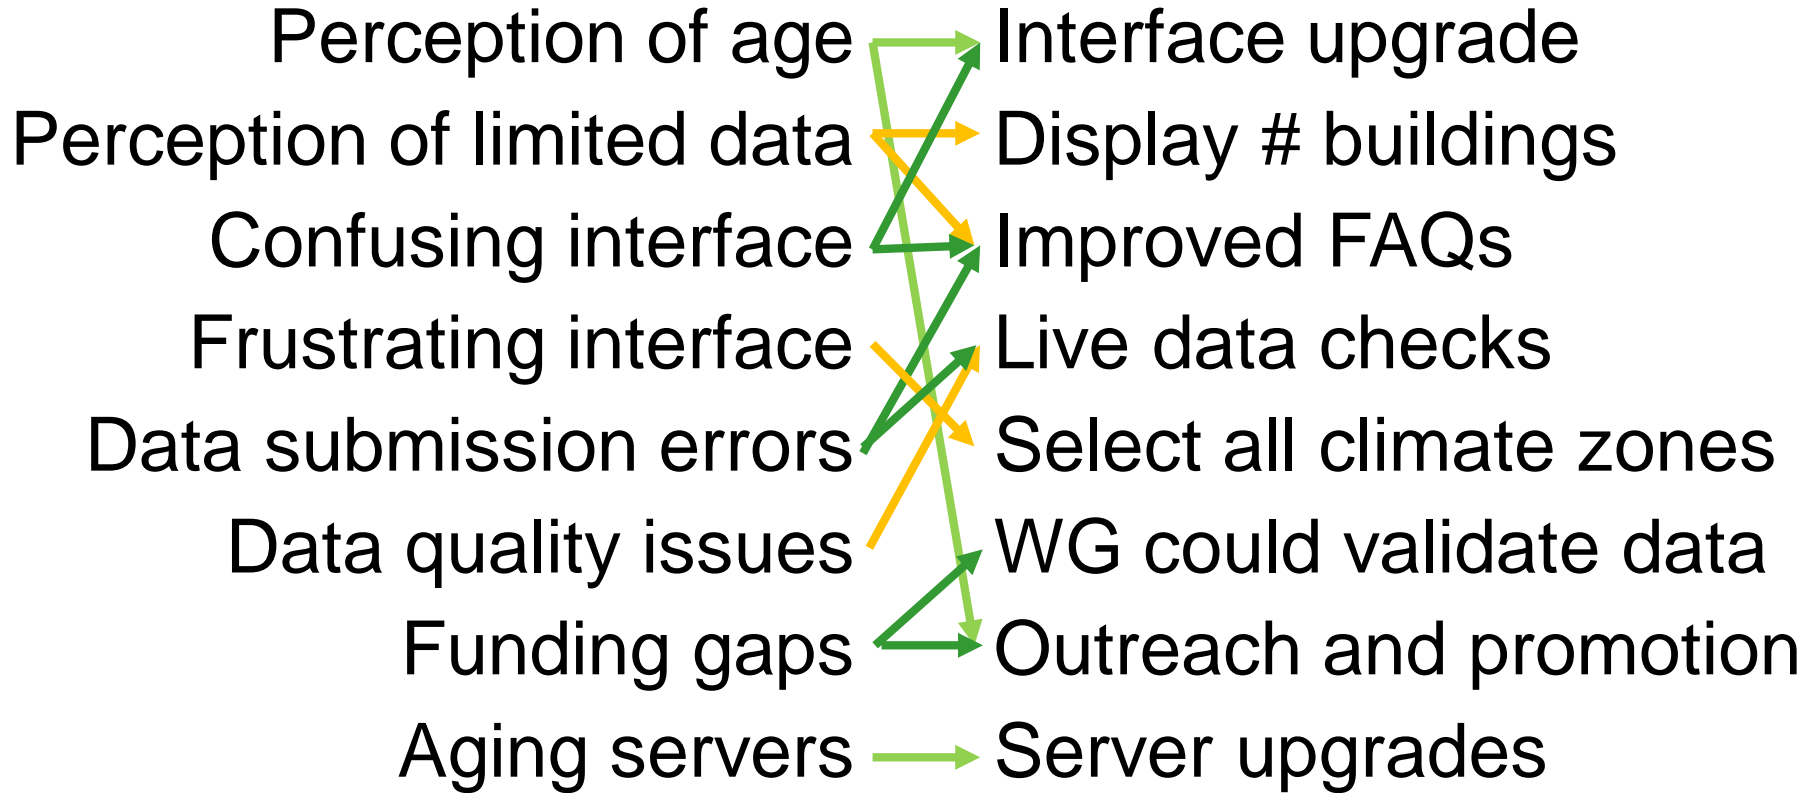 Perception of age Interface upgrade
Perception of limited data Display # buildings
Confusing interface Improved FAQs
Frustrating interface Live data checks
Data submission errors Select all climate zones
Data quality issues WG could validate data
Funding gaps Outreach and promotion
Aging servers Server upgrades